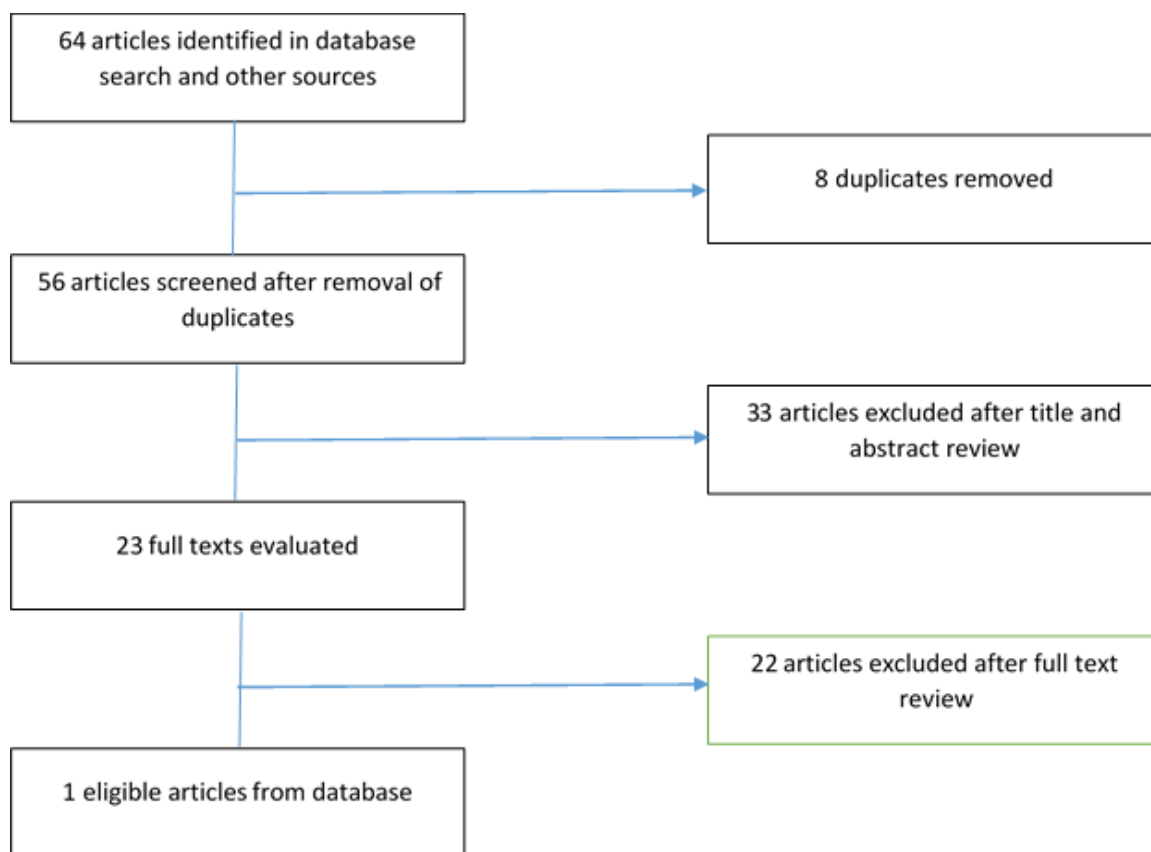 64 articles identified in database
search and other sources
8 duplicates removed
56 articles screened after removal of
duplicates
33 articles excluded after title and
abstract review
23 full texts evaluated
22 articles excluded after full text
review
1 eligible articles from database